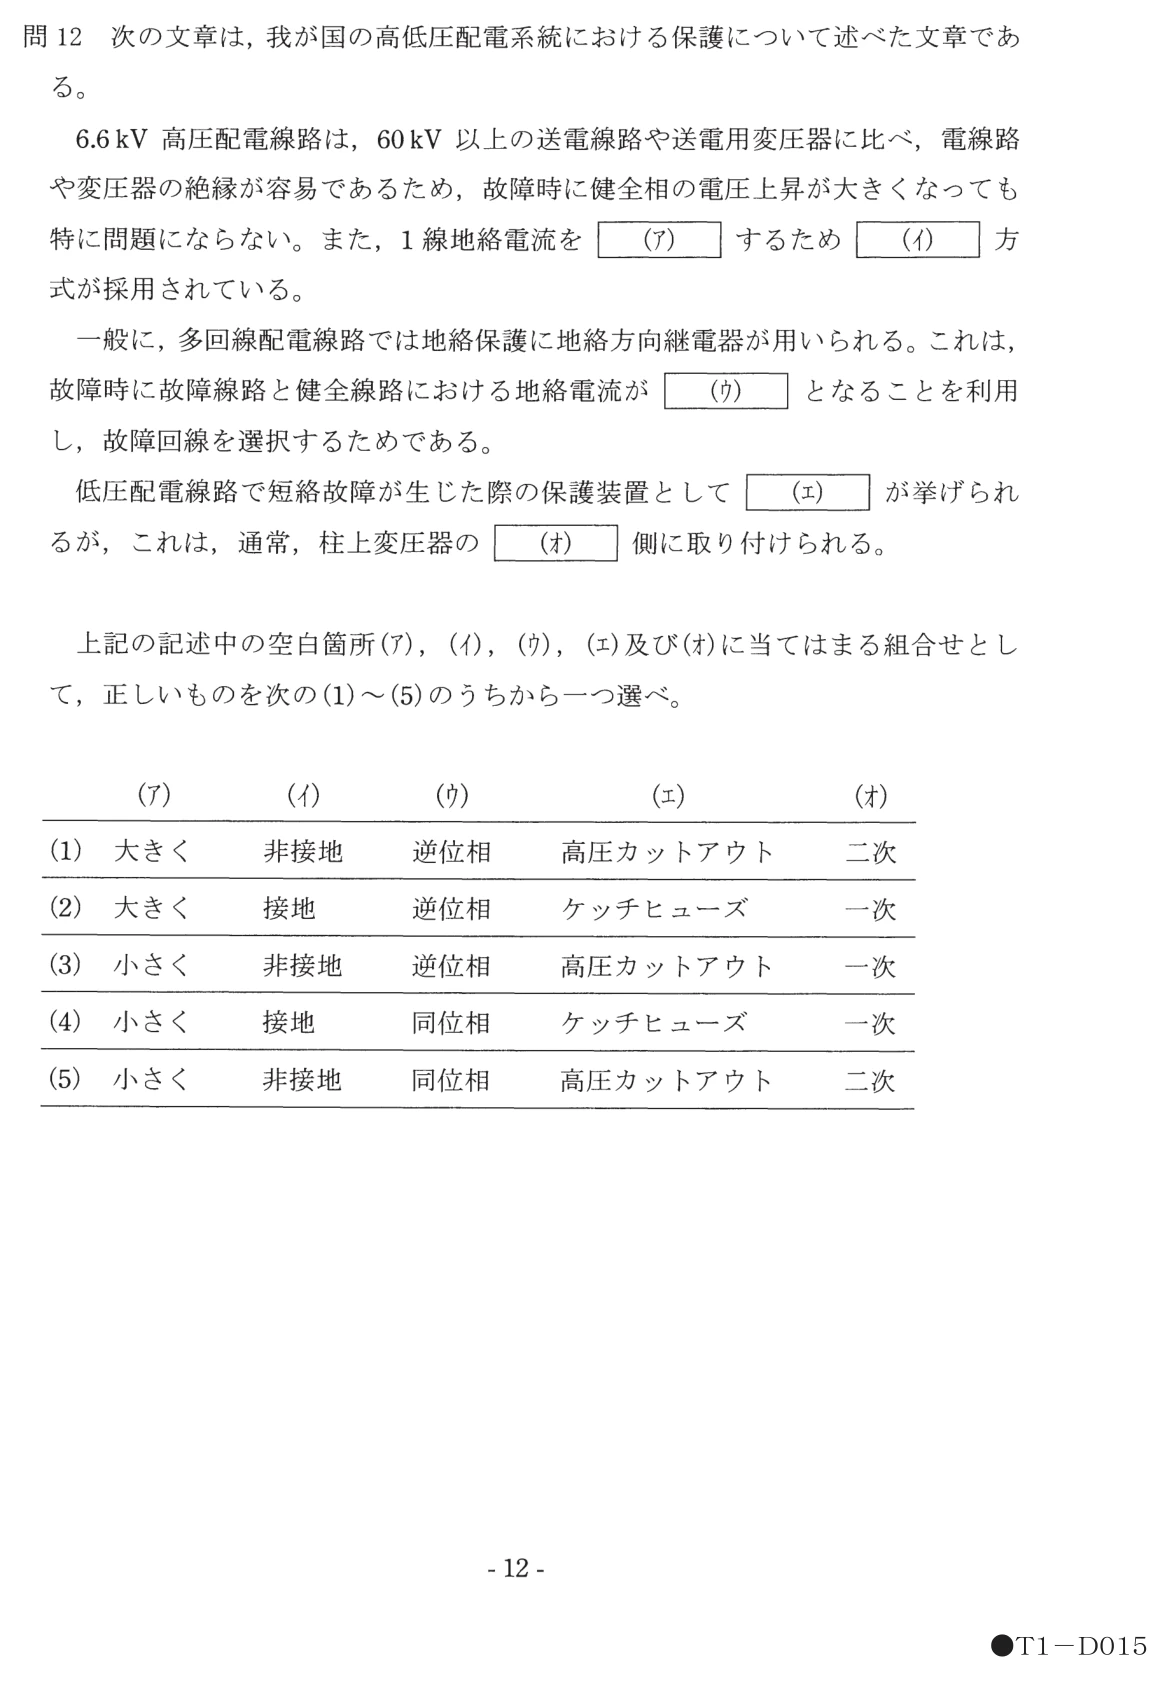 問12　次の文章は，我が国の高低圧配電系統における保護について述べた文章であ
る。
6.6 kV 高圧配電線路は，60 kV 以上の送電線路や送電用変圧器に比べ，電線路
や変圧器の絶縁が容易であるため，故障時に健全相の電圧上昇が大きくなっても
特に問題にならない。また，1線地絡電流を (ア) するため (イ) 方
式が採用されている。
一般に，多回線配電線路では地絡保護に地絡方向継電器が用いられる。これは，
故障時に故障線路と健全線路における地絡電流が (ウ) となることを利用
し，故障回線を選択するためである。
低圧配電線路で短絡故障が生じた際の保護装置として (エ) が挙げられ
るが，これは，通常，柱上変圧器の (オ) 側に取り付けられる。
上記の記述中の空白箇所(ア)，(イ)，(ウ)，(エ)及び(オ)に当てはまる組合せとし
て，正しいものを次の(1)～(5)のうちから一つ選べ。
(ア) (イ) (ウ) (エ) (オ)
(1) 大きく 非接地 逆位相 高圧カットアウト 二次
(2) 大きく 接地 逆位相 ケッチヒューズ 一次
(3) 小さく 非接地 逆位相 高圧カットアウト 一次
(4) 小さく 接地 同位相 ケッチヒューズ 一次
(5) 小さく 非接地 同位相 高圧カットアウト 二次
- 12 -
●T1－D015